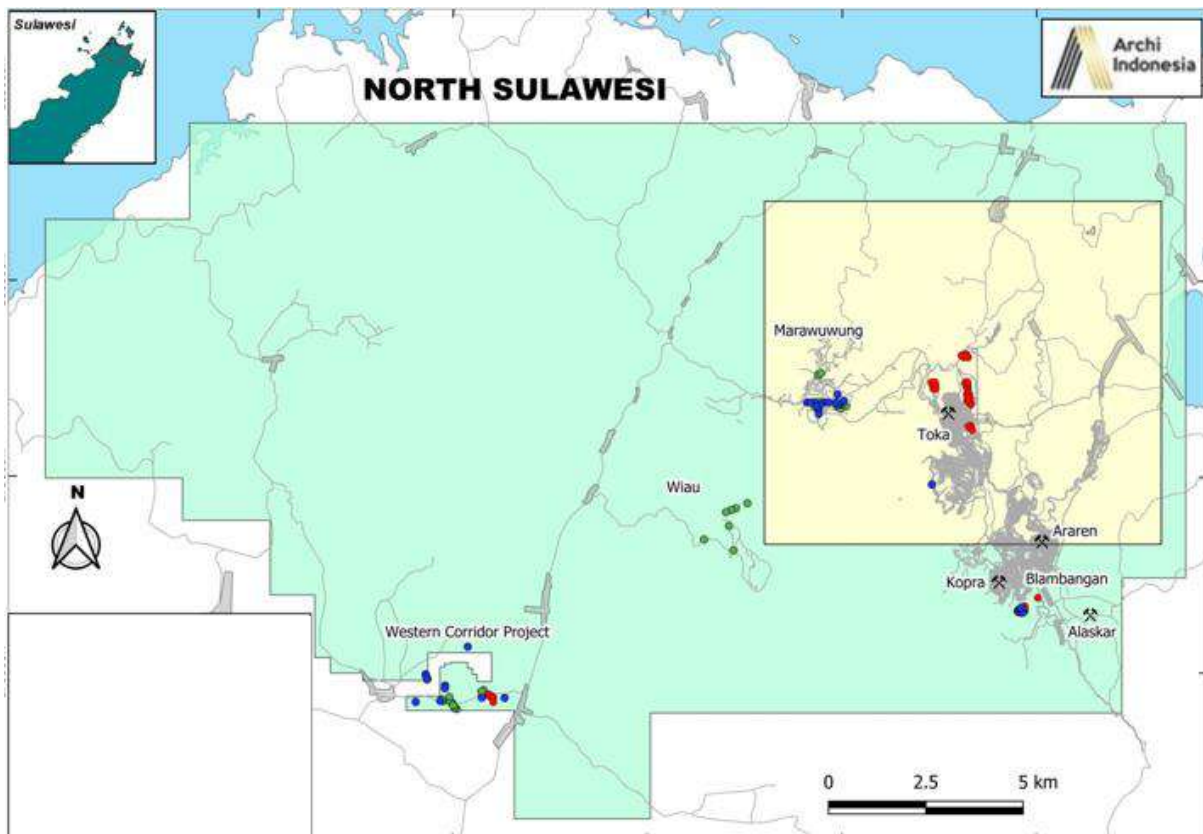 Sulawesi
NORTH SULAWESI
Archi
Indonesia
Marawuwung
Toka
Wiau
Araren
Kopra
Blambangan
Alaskar
N
Western Corridor Project
0 2.5 5 km